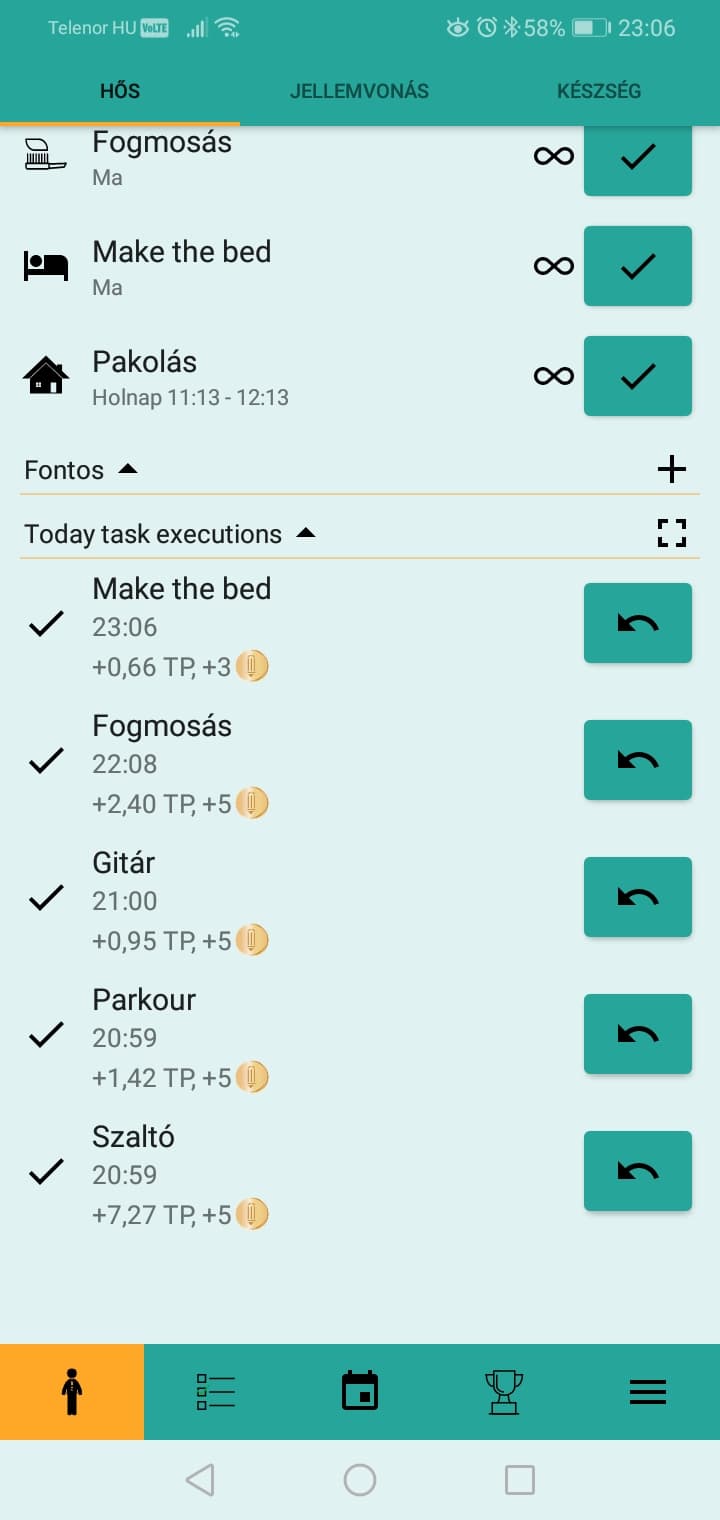 Telenor HU VoLTE 58% 23:06
HŐS JELLEMVONÁS KÉSZSÉG
Fogmosás
Ma
Make the bed
Ma
Pakolás
Holnap 11:13 - 12:13
Fontos
Today task executions
Make the bed
23:06
+0,66 TP, +3
Fogmosás
22:08
+2,40 TP, +5
Gitár
21:00
+0,95 TP, +5
Parkour
20:59
+1,42 TP, +5
Szaltó
20:59
+7,27 TP, +5